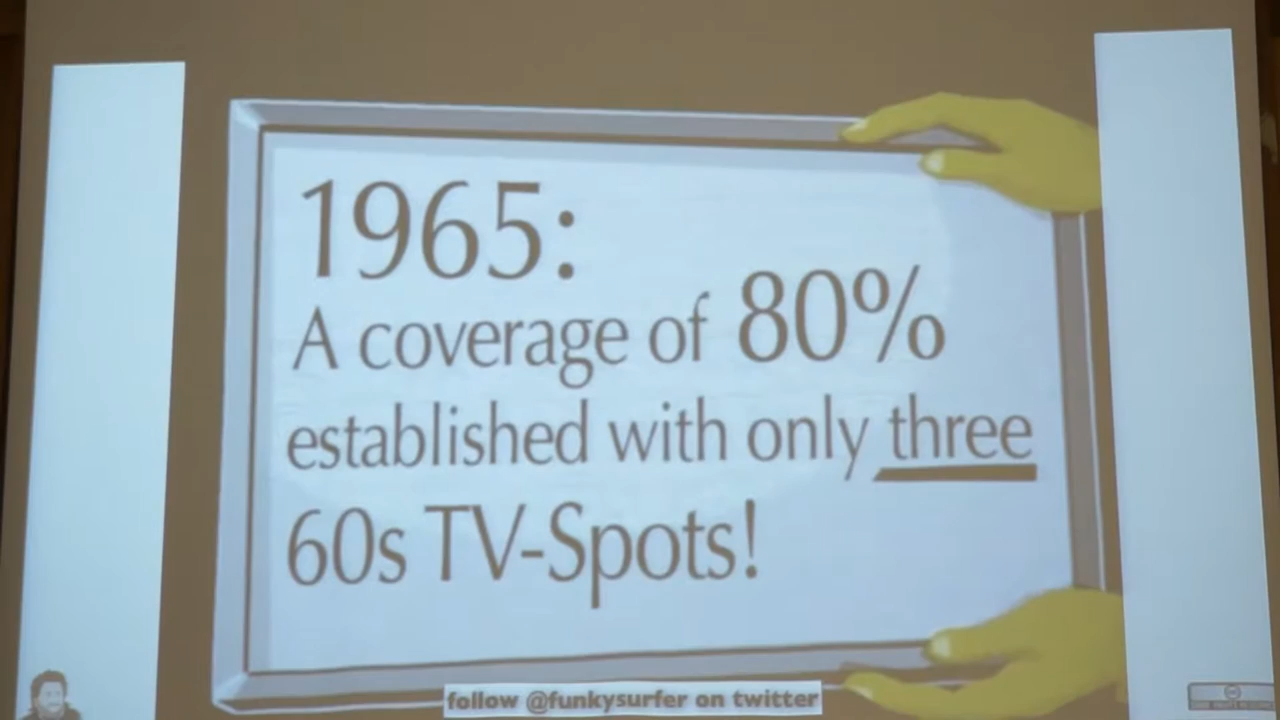 1965:
A coverage of 80%
established with only three
60s TV-Spots!
follow @funkysurfer on twitter